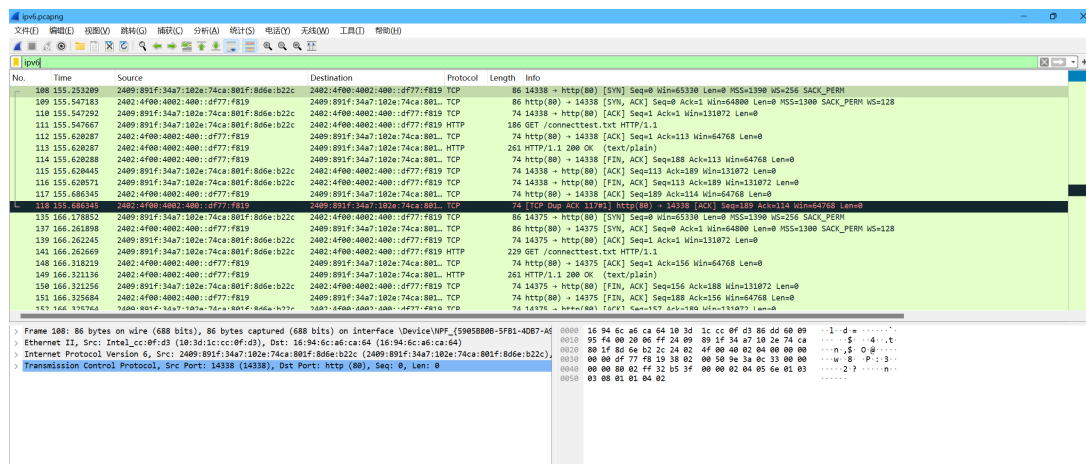 ipv6.pcapng
文件(F) 编辑(E) 视图(V) 跳转(G) 捕获(C) 分析(A) 统计(S) 电话(Y) 无线(W) 工具(T) 帮助(H)
ipv6
No. Time Source Destination Protocol Length Info
108 155.253209 2409:891f:34a7:102e:74ca:801f:8d6e:b22c 2402:4f00:4002:400::df77:f819 TCP 86 14338 → http(80) [SYN] Seq=0 Win=65330 Len=0 MSS=1390 WS=256 SACK_PERM
109 155.547183 2402:4f00:4002:400::df77:f819 2409:891f:34a7:102e:74ca:801… TCP 86 http(80) → 14338 [SYN, ACK] Seq=0 Ack=1 Win=64800 Len=0 MSS=1300 SACK_PERM WS=128
110 155.547292 2409:891f:34a7:102e:74ca:801f:8d6e:b22c 2402:4f00:4002:400::df77:f819 TCP 74 14338 → http(80) [ACK] Seq=1 Ack=1 Win=131072 Len=0
111 155.547667 2409:891f:34a7:102e:74ca:801f:8d6e:b22c 2402:4f00:4002:400::df77:f819 HTTP 186 GET /connecttest.txt HTTP/1.1
112 155.620287 2402:4f00:4002:400::df77:f819 2409:891f:34a7:102e:74ca:801… TCP 74 http(80) → 14338 [ACK] Seq=1 Ack=113 Win=64768 Len=0
113 155.620287 2402:4f00:4002:400::df77:f819 2409:891f:34a7:102e:74ca:801… HTTP 261 HTTP/1.1 200 OK (text/plain)
114 155.620288 2402:4f00:4002:400::df77:f819 2409:891f:34a7:102e:74ca:801… TCP 74 http(80) → 14338 [FIN, ACK] Seq=188 Ack=113 Win=64768 Len=0
115 155.620445 2409:891f:34a7:102e:74ca:801f:8d6e:b22c 2402:4f00:4002:400::df77:f819 TCP 74 14338 → http(80) [ACK] Seq=113 Ack=189 Win=131072 Len=0
116 155.620571 2409:891f:34a7:102e:74ca:801f:8d6e:b22c 2402:4f00:4002:400::df77:f819 TCP 74 14338 → http(80) [FIN, ACK] Seq=113 Ack=189 Win=131072 Len=0
117 155.686345 2402:4f00:4002:400::df77:f819 2409:891f:34a7:102e:74ca:801… TCP 74 http(80) → 14338 [ACK] Seq=189 Ack=114 Win=64768 Len=0
118 155.686345 2402:4f00:4002:400::df77:f819 2409:891f:34a7:102e:74ca:801… TCP 74 [TCP Dup ACK 117#1] http(80) → 14338 [ACK] Seq=189 Ack=114 Win=64768 Len=0
135 166.178852 2409:891f:34a7:102e:74ca:801f:8d6e:b22c 2402:4f00:4002:400::df77:f819 TCP 86 14375 → http(80) [SYN] Seq=0 Win=65330 Len=0 MSS=1390 WS=256 SACK_PERM
137 166.261898 2402:4f00:4002:400::df77:f819 2409:891f:34a7:102e:74ca:801… TCP 86 http(80) → 14375 [SYN, ACK] Seq=0 Ack=1 Win=64800 Len=0 MSS=1300 SACK_PERM WS=128
139 166.262245 2409:891f:34a7:102e:74ca:801f:8d6e:b22c 2402:4f00:4002:400::df77:f819 TCP 74 14375 → http(80) [ACK] Seq=1 Ack=1 Win=131072 Len=0
141 166.262669 2409:891f:34a7:102e:74ca:801f:8d6e:b22c 2402:4f00:4002:400::df77:f819 HTTP 229 GET /connecttest.txt HTTP/1.1
148 166.318219 2402:4f00:4002:400::df77:f819 2409:891f:34a7:102e:74ca:801… TCP 74 http(80) → 14375 [ACK] Seq=1 Ack=156 Win=64768 Len=0
149 166.321136 2402:4f00:4002:400::df77:f819 2409:891f:34a7:102e:74ca:801… HTTP 261 HTTP/1.1 200 OK (text/plain)
150 166.321256 2409:891f:34a7:102e:74ca:801f:8d6e:b22c 2402:4f00:4002:400::df77:f819 TCP 74 14375 → http(80) [FIN, ACK] Seq=156 Ack=188 Win=131072 Len=0
151 166.325684 2402:4f00:4002:400::df77:f819 2409:891f:34a7:102e:74ca:801… TCP 74 http(80) → 14375 [FIN, ACK] Seq=188 Ack=156 Win=64768 Len=0
152 166.325764 2409:891f:34a7:102e:74ca:801f:8d6e:b22c 2402:4f00:4002:400::df77:f819 TCP 74 14375 → http(80) [ACK] Seq=157 Ack=189 Win=131072 Len=0
Frame 108: 86 bytes on wire (688 bits), 86 bytes captured (688 bits) on interface \Device\NPF_{5905BB0B-5FB1-4DB7-A9
Ethernet II, Src: Intel_cc:0f:d3 (10:3d:1c:cc:0f:d3), Dst: 16:94:6c:a6:ca:64 (16:94:6c:a6:ca:64)
Internet Protocol Version 6, Src: 2409:891f:34a7:102e:74ca:801f:8d6e:b22c (2409:891f:34a7:102e:74ca:801f:8d6e:b22c),
Transmission Control Protocol, Src Port: 14338 (14338), Dst Port: http (80), Seq: 0, Len: 0
0000 16 94 6c a6 ca 64 10 3d 1c cc 0f d3 86 dd 60 09 ··l··d·= ······`·
0010 95 f4 00 20 06 ff 24 09 89 1f 34 a7 10 2e 74 ca ··· ··$· ··4··.t·
0020 80 1f 8d 6e b2 2c 24 02 4f 00 40 02 04 00 00 00 ···n·,$· O·@·····
0030 00 00 df 77 f8 19 38 02 00 50 9e 3a 0c 33 00 00 ···w··8· ·P·:·3··
0040 00 00 80 02 ff 32 b5 3f 00 00 02 04 05 6e 01 03 ·····2·? ·····n··
0050 03 08 01 01 04 02 ······